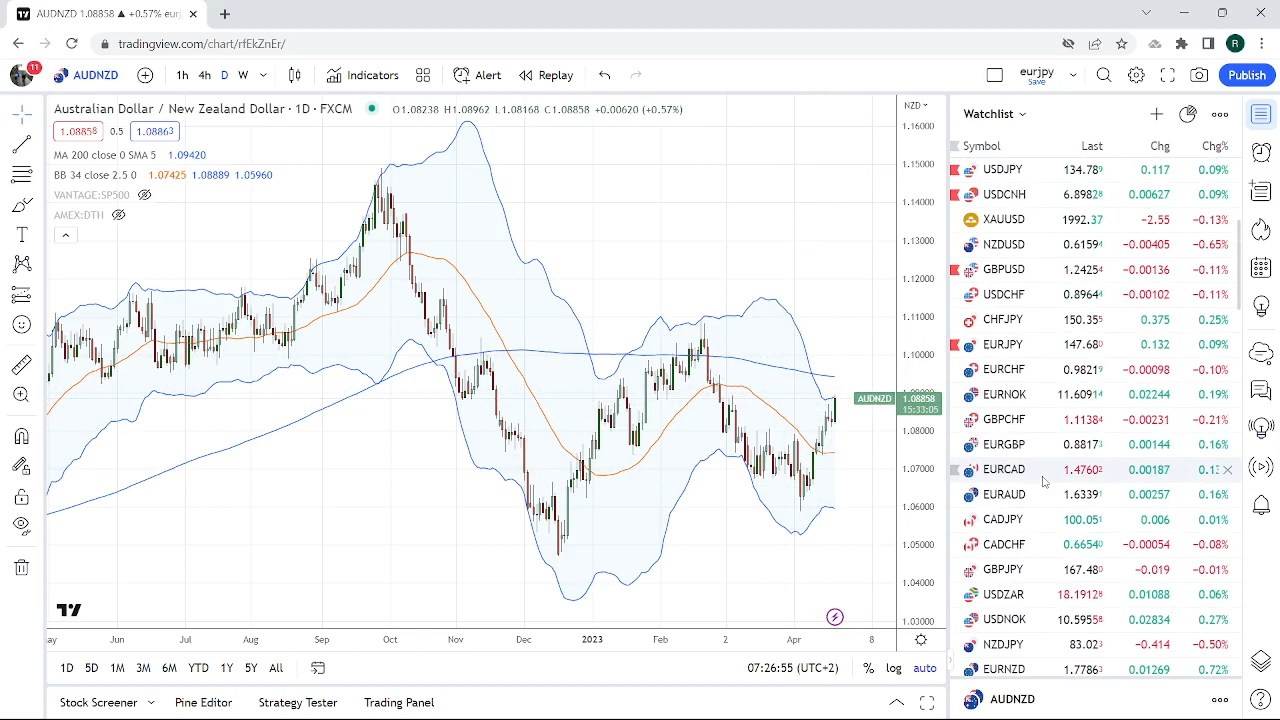 AUDNZD 1.08858 ▲ +0.57% eurj
tradingview.com/chart/rfEkZnEr/
R
11
AUDNZD
1h 4h D W
Indicators
Alert
Replay
eurjpy
Save
Publish
Australian Dollar / New Zealand Dollar · 1D · FXCM
O1.08238 H1.08962 L1.08168 C1.08858 +0.00620 (+0.57%)
1.08858 0.5 1.08863
MA 200 close 0 SMA 5 1.09420
BB 34 close 2.5 0 1.07425 1.08889 1.05960
VANTAGE:SP500
AMEX:DTH
NZD
1.16000
1.15000
1.14000
1.13000
1.12000
1.11000
1.10000
AUDNZD 1.08858
15:33:05
1.08000
1.07000
1.06000
1.05000
1.04000
1.03000
ay Jun Jul Aug Sep Oct Nov Dec 2023 Feb 2 Apr 8
1D 5D 1M 3M 6M YTD 1Y 5Y All
07:26:55 (UTC+2)
% log auto
Stock Screener
Pine Editor
Strategy Tester
Trading Panel
Watchlist
Symbol Last Chg Chg%
USDJPY 134.789 0.117 0.09%
USDCNH 6.89828 0.00627 0.09%
XAUUSD 1992.37 −2.55 −0.13%
NZDUSD 0.61594 −0.00405 −0.65%
GBPUSD 1.24254 −0.00136 −0.11%
USDCHF 0.89644 −0.00102 −0.11%
CHFJPY 150.355 0.375 0.25%
EURJPY 147.680 0.132 0.09%
EURCHF 0.98219 −0.00098 −0.10%
EURNOK 11.60914 0.02244 0.19%
GBPCHF 1.11384 −0.00231 −0.21%
EURGBP 0.88173 0.00144 0.16%
EURCAD 1.47602 0.00187
EURAUD 1.63391 0.00257 0.16%
CADJPY 100.051 0.006 0.01%
CADCHF 0.66540 −0.00054 −0.08%
GBPJPY 167.480 −0.019 −0.01%
USDZAR 18.19128 0.01088 0.06%
USDNOK 10.59558 0.02834 0.27%
NZDJPY 83.023 −0.414 −0.50%
EURNZD 1.77863 0.01269 0.72%
AUDNZD